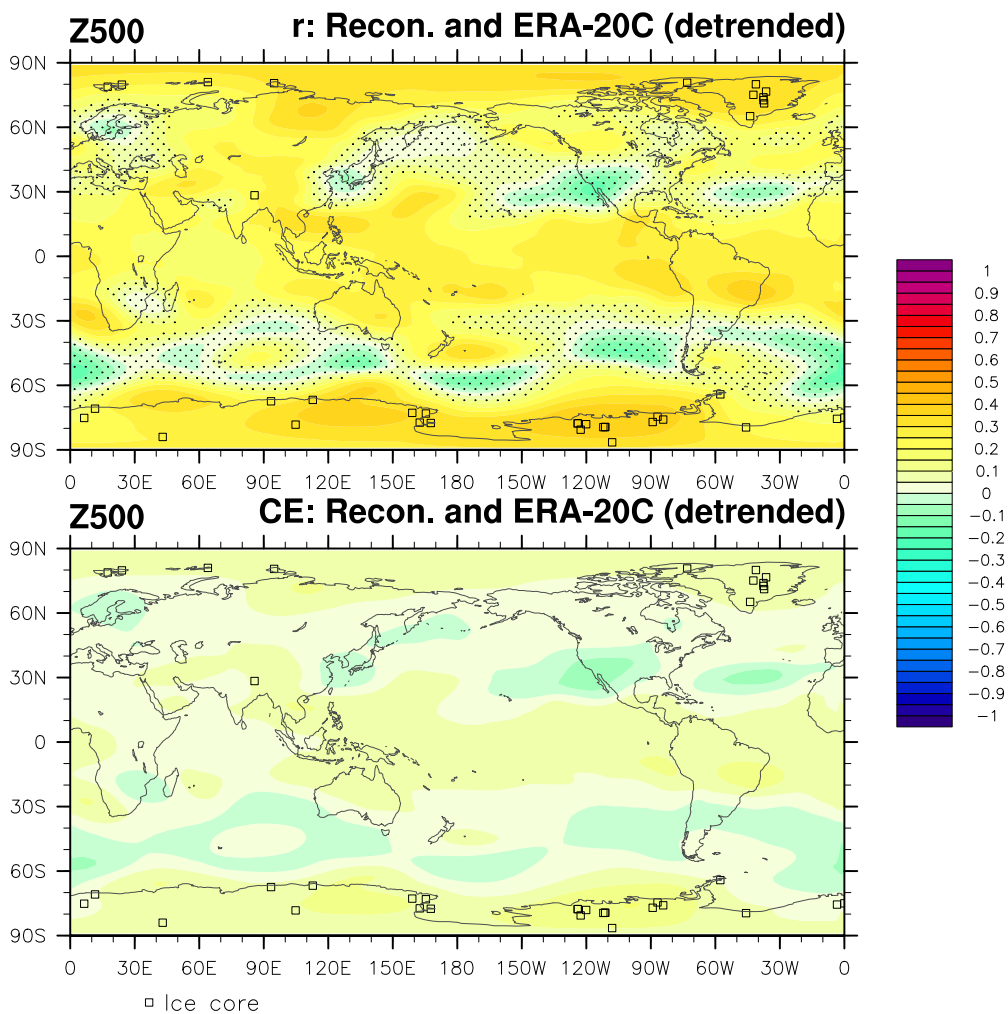 Z500 r: Recon. and ERA-20C (detrended)
90N
60N
30N
0
30S
60S
90S
0 30E 60E 90E 120E 150E 180 150W 120W 90W 60W 30W 0
Z500 CE: Recon. and ERA-20C (detrended)
90N
60N
30N
0
30S
60S
90S
0 30E 60E 90E 120E 150E 180 150W 120W 90W 60W 30W 0
Ice core
1
0.9
0.8
0.7
0.6
0.5
0.4
0.3
0.2
0.1
0
−0.1
−0.2
−0.3
−0.4
−0.5
−0.6
−0.7
−0.8
−0.9
−1